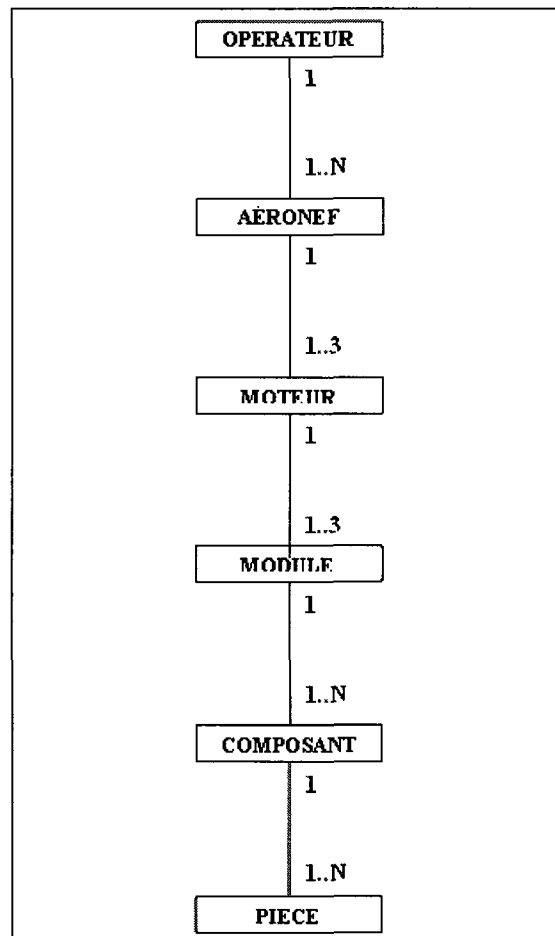 OPERATEUR
1
1..N
AÉRONEF
1
1..3
MOTEUR
1
1..3
MODULE
1
1..N
COMPOSANT
1
1..N
PIECE